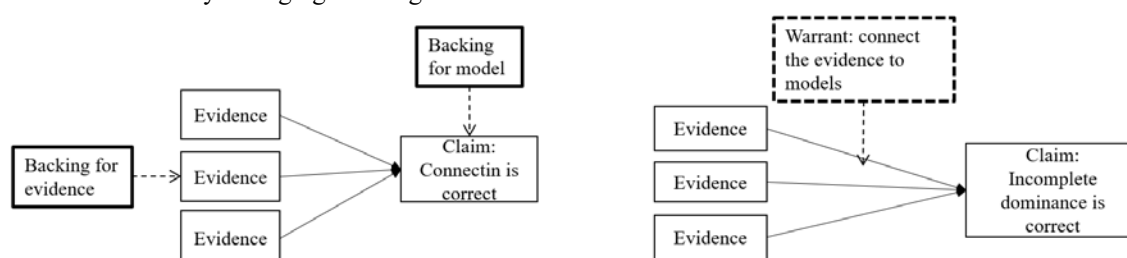 Backing
for model
Evidence
Backing for
evidence
Evidence
Claim:
Connectin is
correct
Evidence
Warrant: connect
the evidence to
models
Evidence
Evidence
Claim:
Incomplete
dominance is
correct
Evidence